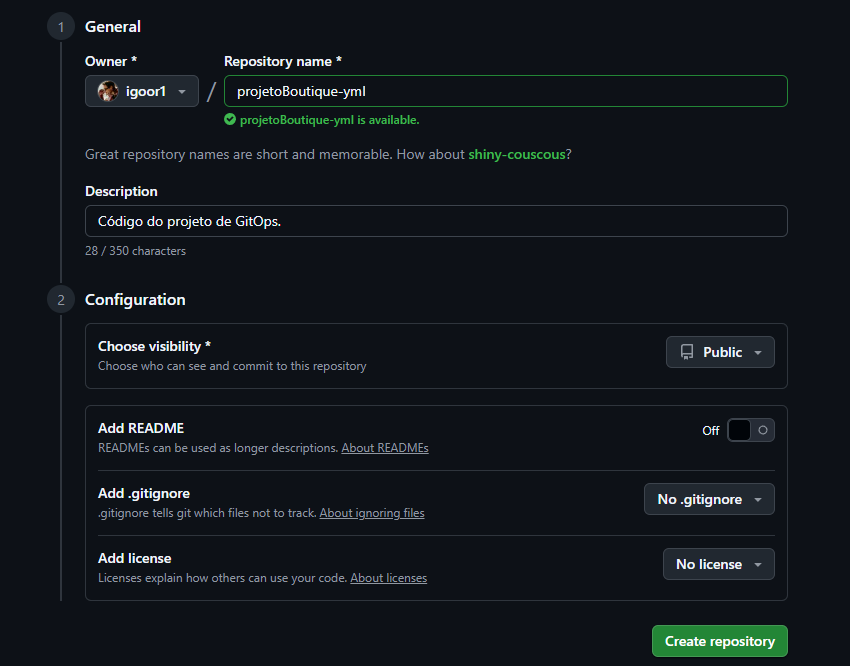 1 General
Owner * Repository name *
igoor1 / projetoBoutique-yml
projetoBoutique-yml is available.
Great repository names are short and memorable. How about shiny-couscous?
Description
Código do projeto de GitOps.
28 / 350 characters
2 Configuration
Choose visibility *
Choose who can see and commit to this repository
Public
Add README
READMEs can be used as longer descriptions. About READMEs
Off
Add .gitignore
.gitignore tells git which files not to track. About ignoring files
No .gitignore
Add license
Licenses explain how others can use your code. About licenses
No license
Create repository